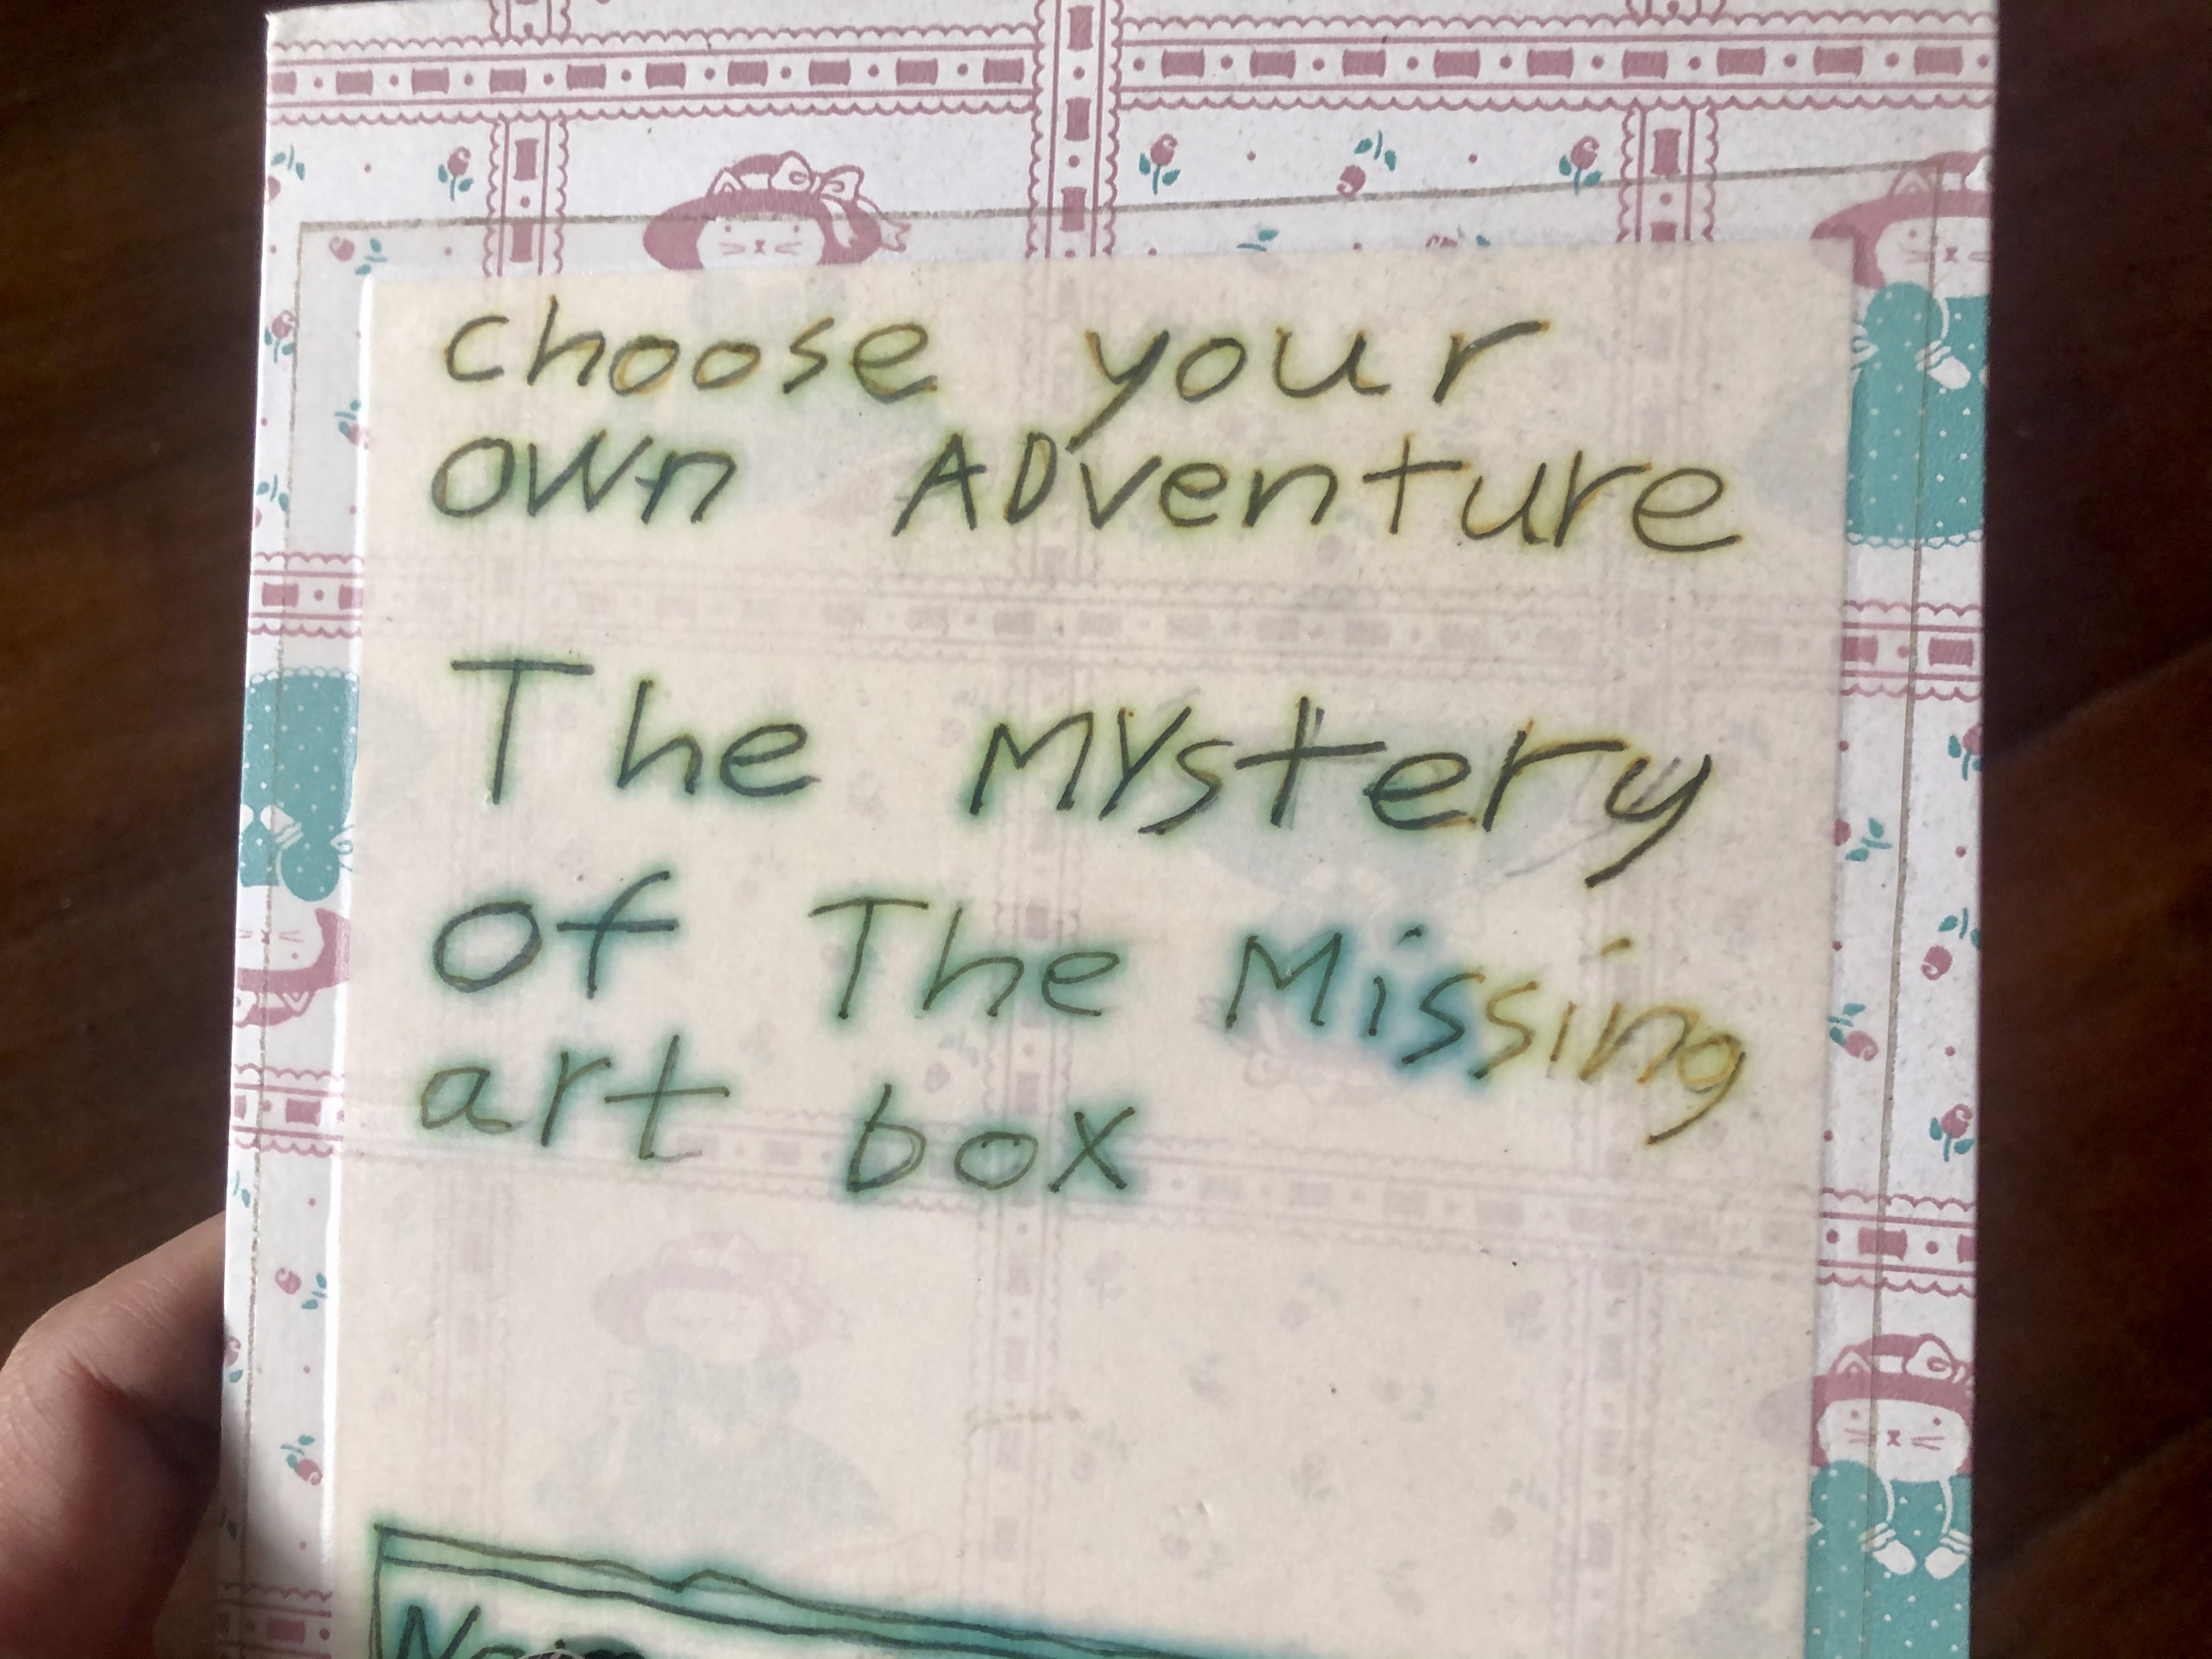 choose your
own ADventure
The MYstery
of The Missing
art box